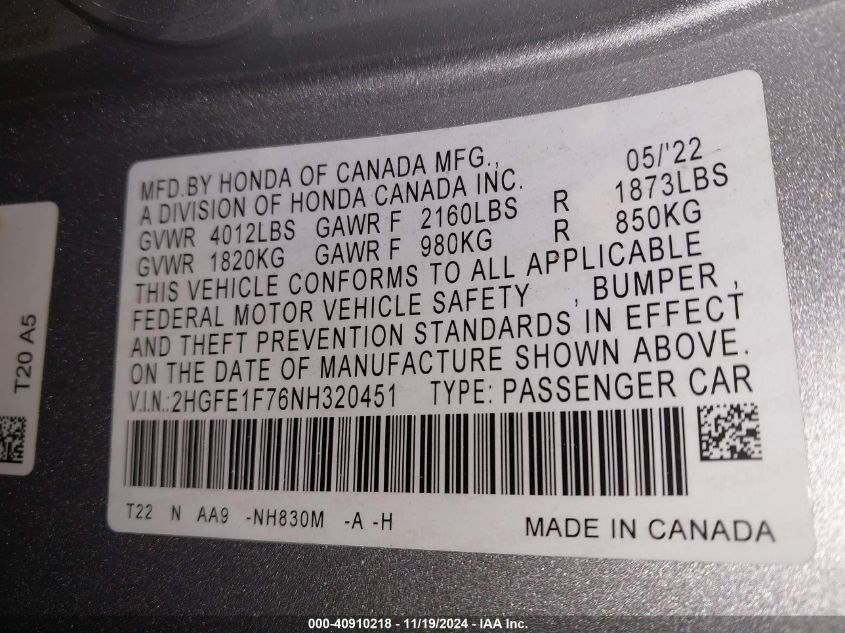 MFD.BY HONDA OF CANADA MFG., 05/'22
A DIVISION OF HONDA CANADA INC.
GVWR 4012LBS GAWR F 2160LBS R 1873LBS
GVWR 1820KG GAWR F 980KG R 850KG
THIS VEHICLE CONFORMS TO ALL APPLICABLE
FEDERAL MOTOR VEHICLE SAFETY , BUMPER ,
AND THEFT PREVENTION STANDARDS IN EFFECT
ON THE DATE OF MANUFACTURE SHOWN ABOVE.
V.I.N.:2HGFE1F76NH320451 TYPE: PASSENGER CAR
T22 N AA9 -NH830M -A -H MADE IN CANADA
T20 A5
000-40910218 - 11/19/2024 - IAA Inc.